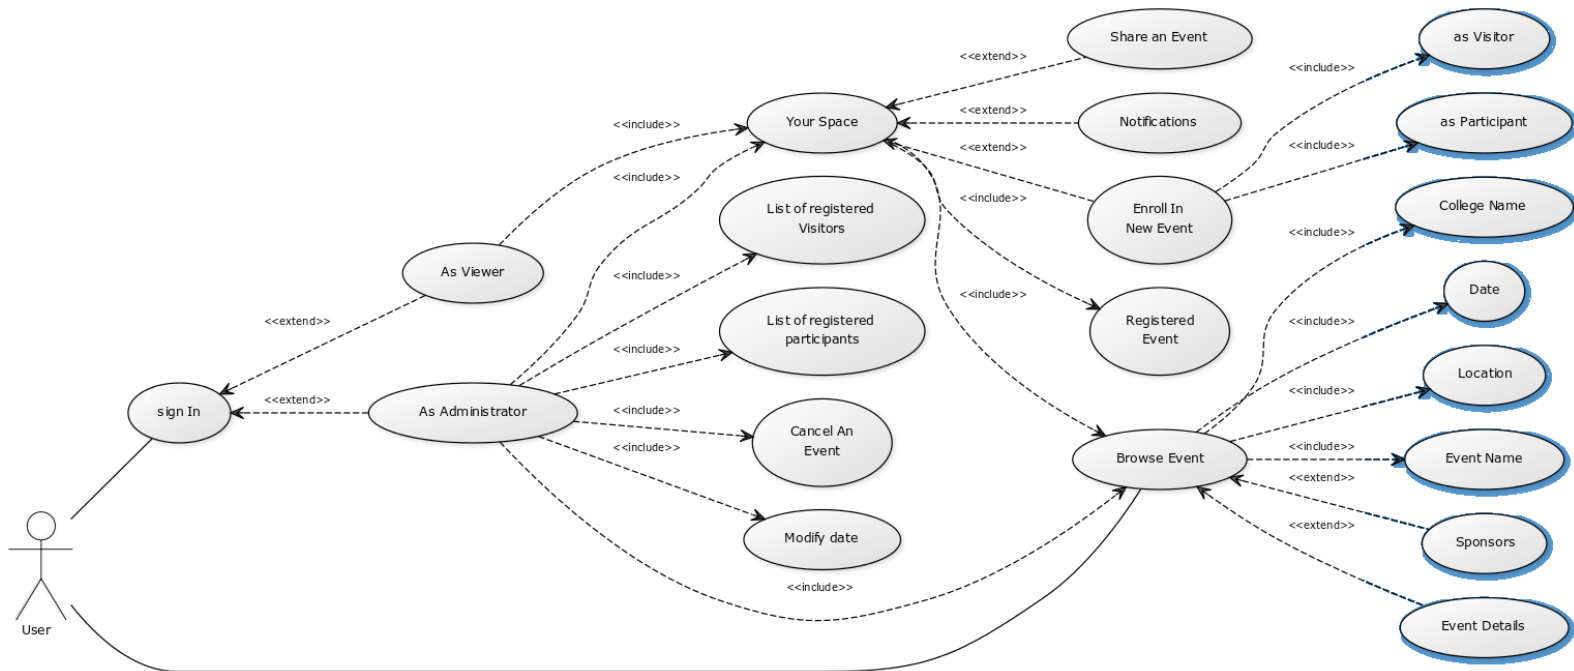 Share an Event
as Visitor
<<extend>>
<<include>>
Your Space
<<include>>
<<extend>>
Notifications
as Participant
<<extend>>
<<include>>
<<include>>
List of registered
Visitors
<<include>>
Enroll In
New Event
College Name
<<include>>
As Viewer
<<include>>
<<include>>
Date
<<extend>>
List of registered
participants
Registered
Event
<<include>>
<<include>>
Location
<<include>>
sign In
<<extend>>
As Administrator
<<include>>
Cancel An
Event
<<include>>
Browse Event
<<include>>
Event Name
<<extend>>
Modify date
<<extend>>
Sponsors
<<include>>
User
Event Details